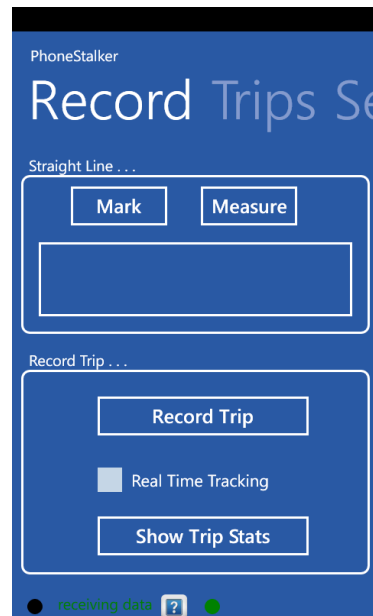 PhoneStalker
Record Trips Se
Straight Line . . .
Mark Measure
Record Trip . . .
Record Trip
Real Time Tracking
Show Trip Stats
receiving data ?